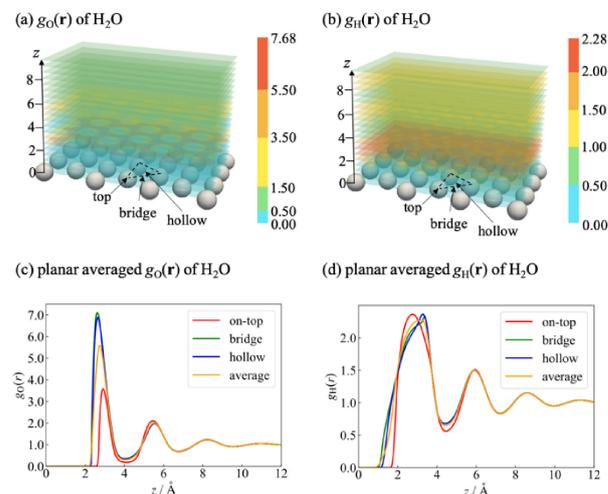 (a) gO(r) of H2O
z
8
6
4
2
0
top
bridge
hollow
7.68
5.50
3.50
1.50
0.50
0.00
(b) gH(r) of H2O
z
8
6
4
2
0
top
bridge
hollow
2.28
2.00
1.50
1.00
0.50
0.00
(c) planar averaged gO(r) of H2O
gO(r)
7.0
6.0
5.0
4.0
3.0
2.0
1.0
0.0
on-top
bridge
hollow
average
0 2 4 6 8 10 12
z / Å
(d) planar averaged gH(r) of H2O
gH(r)
2.0
1.5
1.0
0.5
0.0
on-top
bridge
hollow
average
0 2 4 6 8 10 12
z / Å